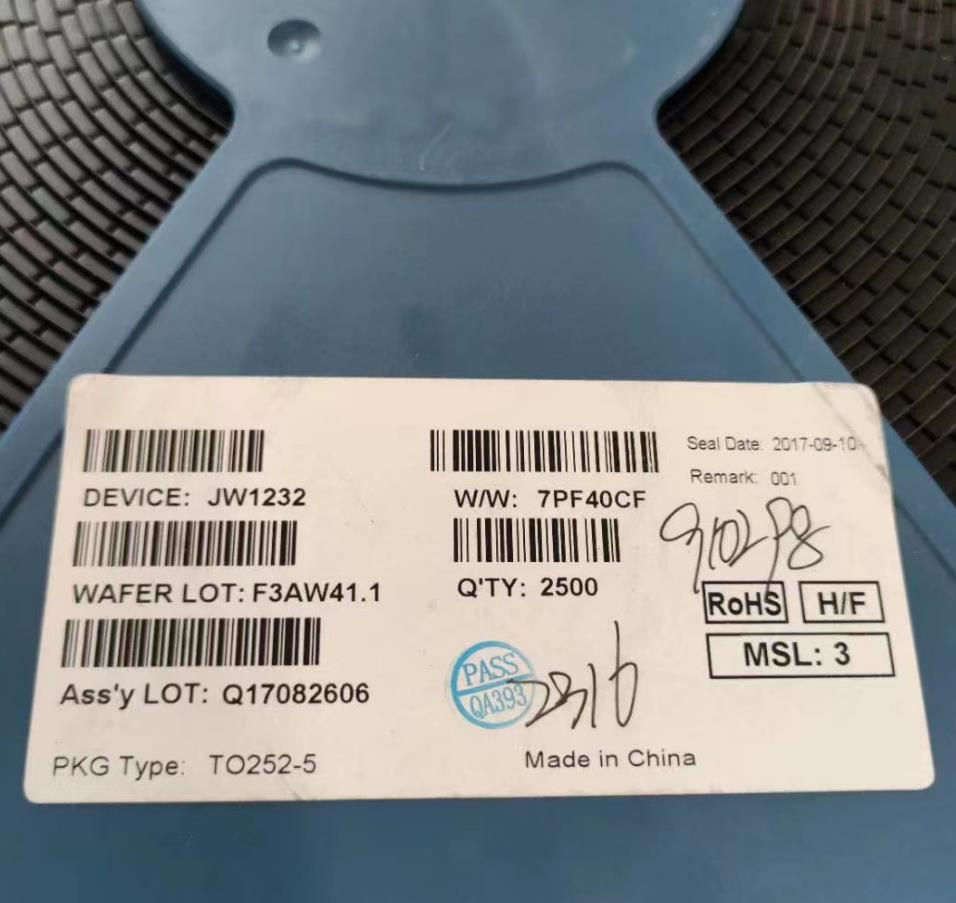 DEVICE: JW1232
WAFER LOT: F3AW41.1
Ass'y LOT: Q17082606
PKG Type: TO252-5
W/W: 7PF40CF
Q'TY: 2500
PASS
QA393
2316
Made in China
Seal Date: 2017-09-10
Remark: 001
RoHS
H/F
MSL: 3